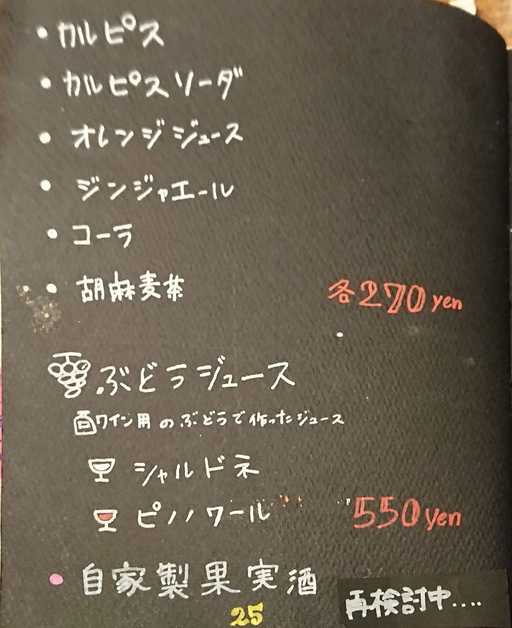 • カルピス
• カルピスソーダ
• オレンジジュース
• ジンジャエール
• コーラ
• 胡麻麦茶 各270yen
ぶどうジュース
ワイン用のぶどうで作ったジュース
シャルドネ
ピノノワール 550yen
• 自家製果実酒
25 再検討中....